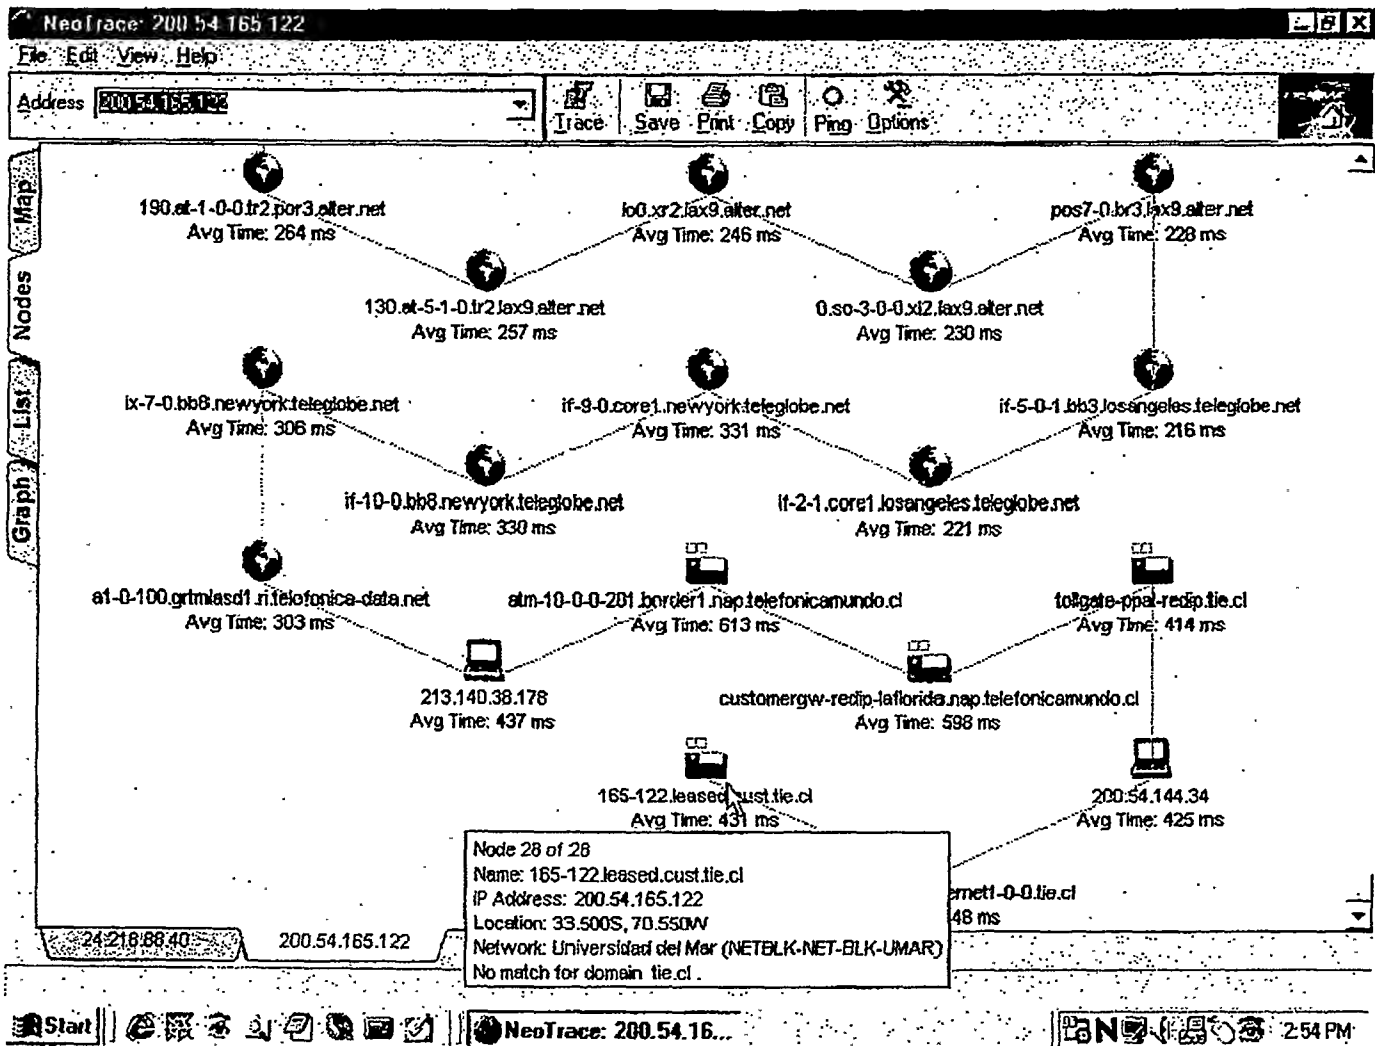 NeoTrace: 200.54.165.122
File Edit View Help
Address 200.54.165.122
Trace Save Print Copy Ping Options
Map
Nodes
List
Graph
190.at-1-0-0.tr2.por3.alter.net
Avg Time: 264 ms
lo0.xr2.lax9.alter.net
Avg Time: 246 ms
pos7-0.br3.lax9.alter.net
Avg Time: 228 ms
130.at-5-1-0.tr2.lax9.alter.net
Avg Time: 257 ms
0.so-3-0-0.xl2.lax9.alter.net
Avg Time: 230 ms
ix-7-0.bb8.newyork.teleglobe.net
Avg Time: 306 ms
if-9-0.core1.newyork.teleglobe.net
Avg Time: 331 ms
if-5-0-1.bb3.losangeles.teleglobe.net
Avg Time: 216 ms
if-10-0.bb8.newyork.teleglobe.net
Avg Time: 330 ms
if-2-1.core1.losangeles.teleglobe.net
Avg Time: 221 ms
a1-0-100.grtmiasd1.ri.telefonica-data.net
Avg Time: 303 ms
atm-10-0-0-201.border1.nap.telefonicamundo.cl
Avg Time: 613 ms
tollgate-ppal-redip.tie.cl
Avg Time: 414 ms
213.140.38.178
Avg Time: 437 ms
customergw-redip-laflorida.nap.telefonicamundo.cl
Avg Time: 598 ms
165-122.leased.cust.tie.cl
Avg Time: 431 ms
200.54.144.34
Avg Time: 425 ms
Node 28 of 28
Name: 165-122.leased.cust.tie.cl
IP Address: 200.54.165.122
Location: 33.500S, 70.550W
Network: Universidad del Mar (NETBLK-NET-BLK-UMAR)
No match for domain tie.cl .
ernet1-0-0.tie.cl
48 ms
24.218.88.40
200.54.165.122
Start
NeoTrace: 200.54.16...
N
2:54 PM